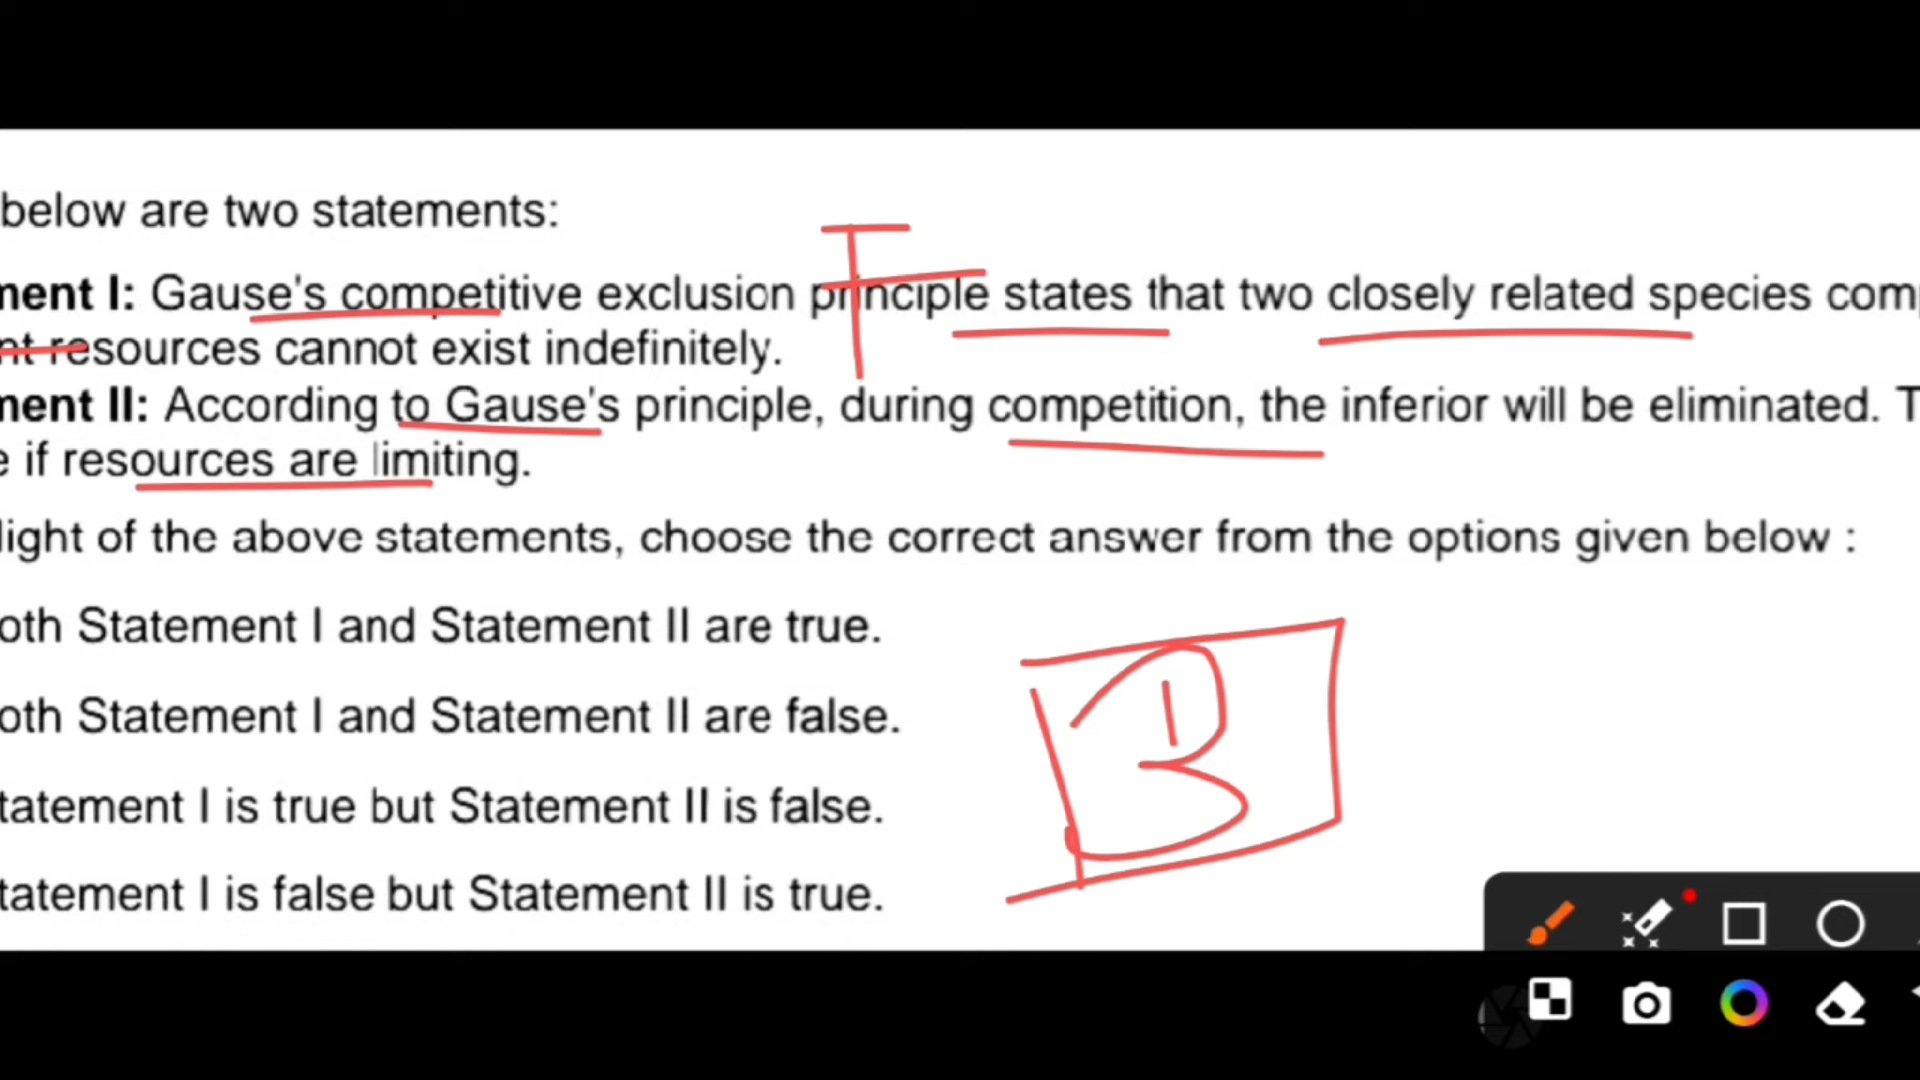 below are two statements:
ment I: Gause's competitive exclusion principle states that two closely related species comp
nt resources cannot exist indefinitely.
ment II: According to Gause's principle, during competition, the inferior will be eliminated. T
e if resources are limiting.
light of the above statements, choose the correct answer from the options given below :
oth Statement I and Statement II are true.
oth Statement I and Statement II are false.
tatement I is true but Statement II is false.
tatement I is false but Statement II is true.